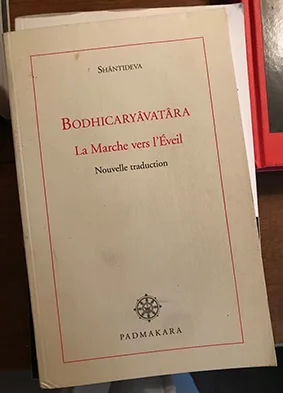 SHÂNTIDEVA
BODHICARYÂVATÂRA
La Marche vers l'Éveil
Nouvelle traduction
PADMAKARA